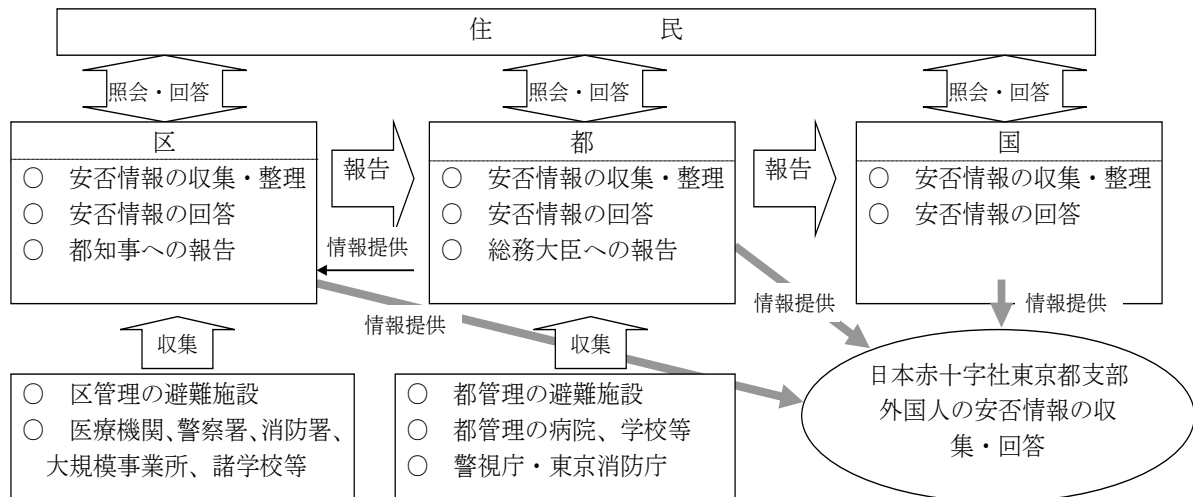 住　　　　　民
照会・回答
照会・回答
照会・回答
区
○　安否情報の収集・整理
○　安否情報の回答
○　都知事への報告
報告
都
○　安否情報の収集・整理
○　安否情報の回答
○　総務大臣への報告
報告
国
○　安否情報の収集・整理
○　安否情報の回答
情報提供
情報提供
情報提供
情報提供
収集
収集
○　区管理の避難施設
○　医療機関、警察署、消防署、
大規模事業所、諸学校等
○　都管理の避難施設
○　都管理の病院、学校等
○　警視庁・東京消防庁
日本赤十字社東京都支部
外国人の安否情報の収
集・回答